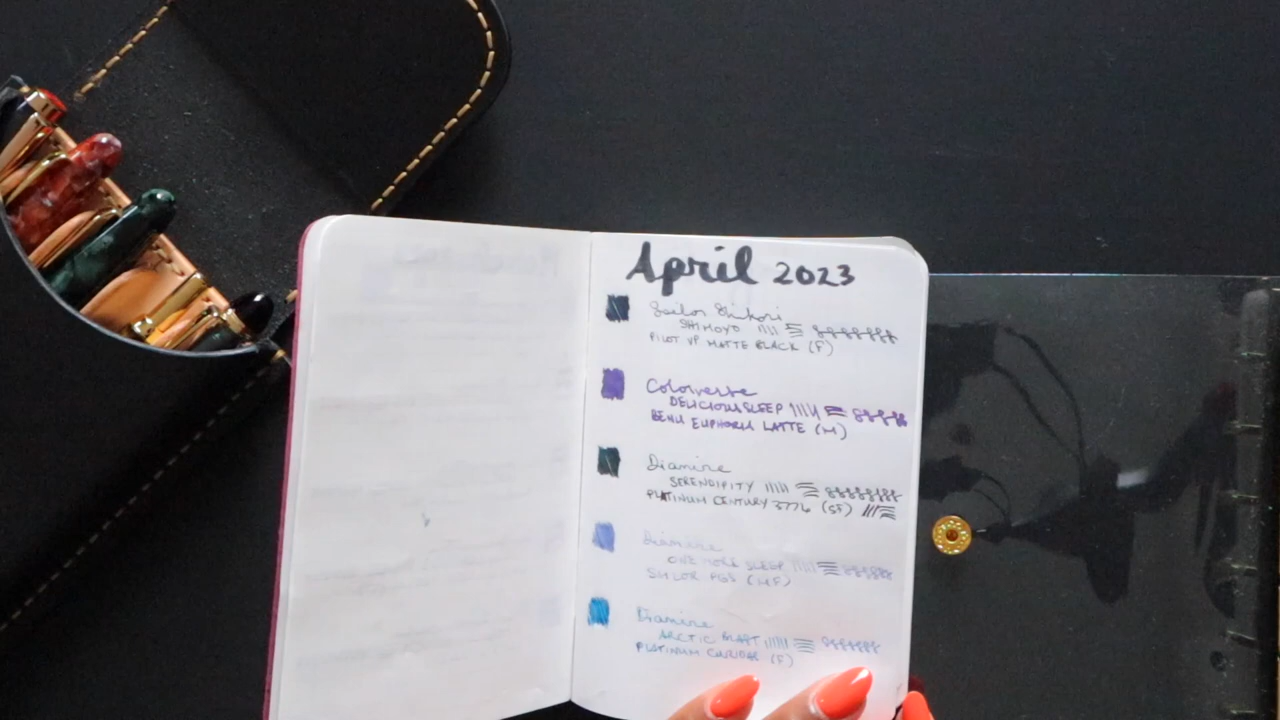 April 2023
Sailor Shikiori
SHIMOYO
PILOT VP MATTE BLACK (F)
Colorverse
DELICIOUS SLEEP
BENU EUPHORIA LATTE (M)
Diamine
SERENDIPITY
PLATINUM CENTURY 3776 (SF)
Diamine
ONE MORE SLEEP
SAILOR PGS (MF)
Diamine
ARCTIC BLAST
PLATINUM CURIDAS (F)